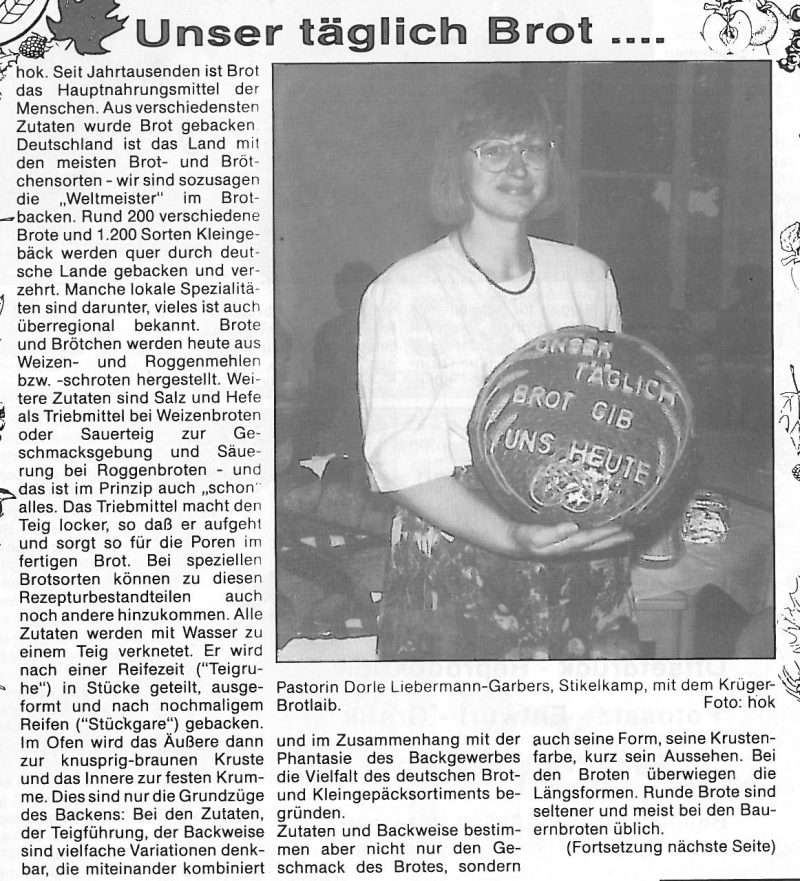 Unser täglich Brot ....
hok. Seit Jahrtausenden ist Brot
das Hauptnahrungsmittel der
Menschen. Aus verschiedensten
Zutaten wurde Brot gebacken
Deutschland ist das Land mit
den meisten Brot- und Bröt-
chensorten - wir sind sozusagen
die „Weltmeister" im Brot-
backen. Rund 200 verschiedene
Brote und 1.200 Sorten Kleinge-
bäck werden quer durch deut-
sche Lande gebacken und ver-
zehrt. Manche lokale Spezialitä-
ten sind darunter, vieles ist auch
überregional bekannt. Brote
und Brötchen werden heute aus
Weizen- und Roggenmehlen
bzw. -schroten hergestellt. Wei-
tere Zutaten sind Salz und Hefe
als Triebmittel bei Weizenbroten
oder Sauerteig zur Ge-
schmacksgebung und Säue-
rung bei Roggenbroten - und
das ist im Prinzip auch „schon"
alles. Das Triebmittel macht den
Teig locker, so daß er aufgeht
und sorgt so für die Poren im
fertigen Brot. Bei speziellen
Brotsorten können zu diesen
Rezepturbestandteilen auch
noch andere hinzukommen. Alle
Zutaten werden mit Wasser zu
einem Teig verknetet. Er wird
nach einer Reifezeit ("Teigru-
he") in Stücke geteilt, ausge-
formt und nach nochmaligem
Reifen ("Stückgare") gebacken.
Im Ofen wird das Äußere dann
zur knusprig-braunen Kruste
und das Innere zur festen Krum-
me. Dies sind nur die Grundzüge
des Backens: Bei den Zutaten,
der Teigführung, der Backweise
sind vielfache Variationen denk-
bar, die miteinander kombiniert
UNSER
TÄGLICH
BROT GIB
UNS HEUTE
Pastorin Dorle Liebermann-Garbers, Stikelkamp, mit dem Krüger-
Brotlaib. Foto: hok
und im Zusammenhang mit der
Phantasie des Backgewerbes
die Vielfalt des deutschen Brot-
und Kleingepäcksortiments be-
gründen.
Zutaten und Backweise bestim-
men aber nicht nur den Ge-
schmack des Brotes, sondern
auch seine Form, seine Krusten-
farbe, kurz sein Aussehen. Bei
den Broten überwiegen die
Längsformen. Runde Brote sind
seltener und meist bei den Bau-
ernbroten üblich.
(Fortsetzung nächste Seite)